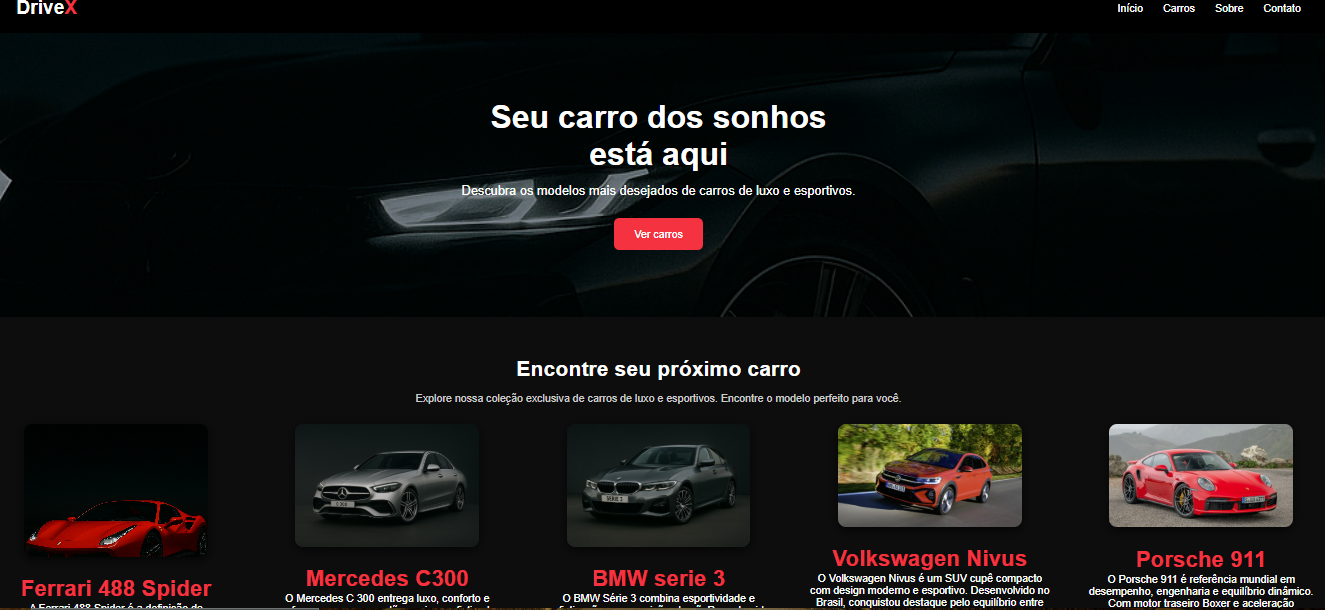 DriveX
Início Carros Sobre Contato
Seu carro dos sonhos
está aqui
Descubra os modelos mais desejados de carros de luxo e esportivos.
Ver carros
Encontre seu próximo carro
Explore nossa coleção exclusiva de carros de luxo e esportivos. Encontre o modelo perfeito para você.
C 300
SERIE 3
Ferrari 488 Spider
A Ferrari 488 Spider é a definição de
Mercedes C300
O Mercedes C 300 entrega luxo, conforto e
BMW serie 3
O BMW Série 3 combina esportividade e
Volkswagen Nivus
O Volkswagen Nivus é um SUV cupê compacto
com design moderno e esportivo. Desenvolvido no
Brasil, conquistou destaque pelo equilíbrio entre
Porsche 911
O Porsche 911 é referência mundial em
desempenho, engenharia e equilíbrio dinâmico.
Com motor traseiro Boxer e aceleração